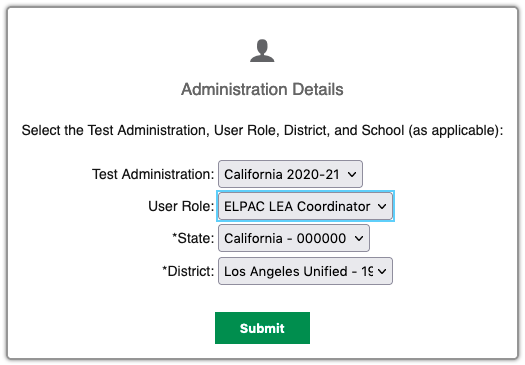 Administration Details
Select the Test Administration, User Role, District, and School (as applicable):
Test Administration: California 2020-21
User Role: ELPAC LEA Coordinator
*State: California - 000000
*District: Los Angeles Unified - 19
Submit